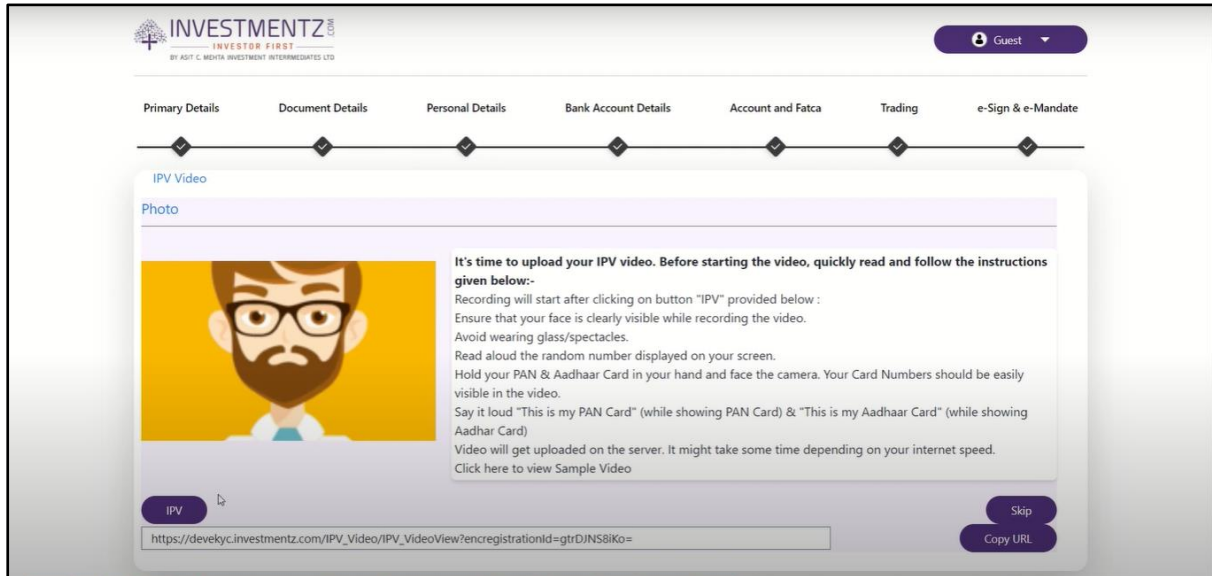 INVESTMENTZ.COM
INVESTOR FIRST
BY ASIT C. MEHTA INVESTMENT INTERRMEDIATES LTD
Guest
Primary Details Document Details Personal Details Bank Account Details Account and Fatca Trading e-Sign & e-Mandate
IPV Video
Photo
It's time to upload your IPV video. Before starting the video, quickly read and follow the instructions
given below:-
Recording will start after clicking on button "IPV" provided below :
Ensure that your face is clearly visible while recording the video.
Avoid wearing glass/spectacles.
Read aloud the random number displayed on your screen.
Hold your PAN & Aadhaar Card in your hand and face the camera. Your Card Numbers should be easily
visible in the video.
Say it loud "This is my PAN Card" (while showing PAN Card) & "This is my Aadhaar Card" (while showing
Aadhar Card)
Video will get uploaded on the server. It might take some time depending on your internet speed.
Click here to view Sample Video
IPV
Skip
https://devekyc.investmentz.com/IPV_Video/IPV_VideoView?encregistrationId=gtrDJNS8iKo=
Copy URL